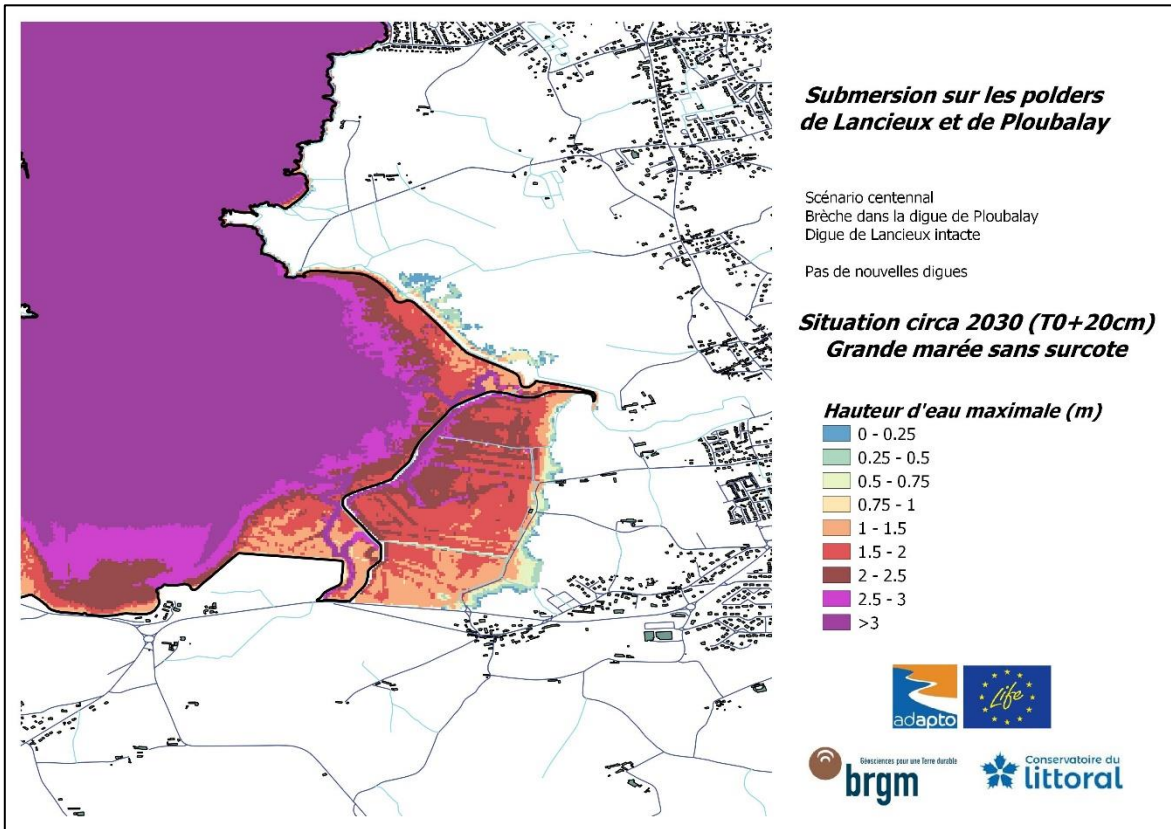 Submersion sur les polders
de Lancieux et de Ploubalay
Scénario centennal
Brèche dans la digue de Ploubalay
Digue de Lancieux intacte
Pas de nouvelles digues
Situation circa 2030 (T0+20cm)
Grande marée sans surcote
Hauteur d'eau maximale (m)
0 - 0.25
0.25 - 0.5
0.5 - 0.75
0.75 - 1
1 - 1.5
1.5 - 2
2 - 2.5
2.5 - 3
>3
adapto
Life
Géosciences pour une Terre durable
brgm
Conservatoire du
littoral